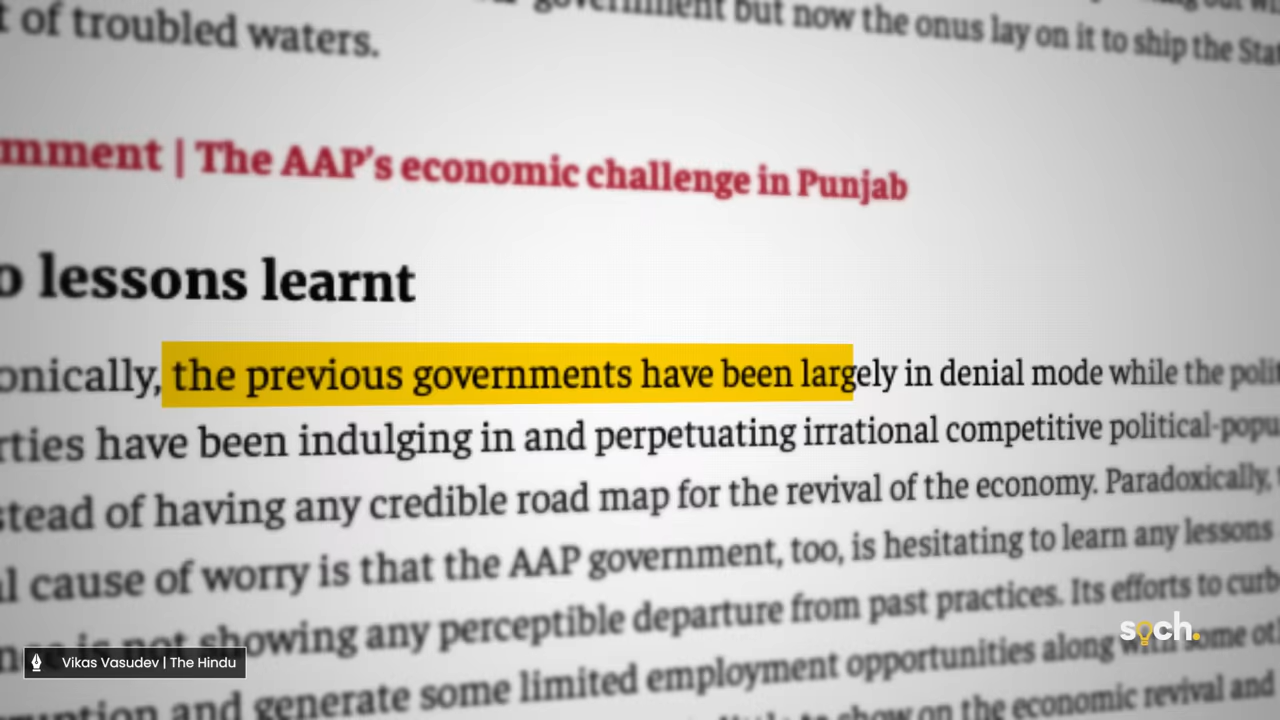 t of troubled waters.
government but now the onus lay on it to ship the Sta
mment | The AAP's economic challenge in Punjab
o lessons learnt
onically, the previous governments have been largely in denial mode while the polit
rties have been indulging in and perpetuating irrational competitive political-popu
stead of having any credible road map for the revival of the economy. Paradoxically,
al cause of worry is that the AAP government, too, is hesitating to learn any lessons
is not showing any perceptible departure from past practices. Its efforts to curb
and generate some limited employment opportunities along with some
show on the economic revival and
Vikas Vasudev | The Hindu
soch.